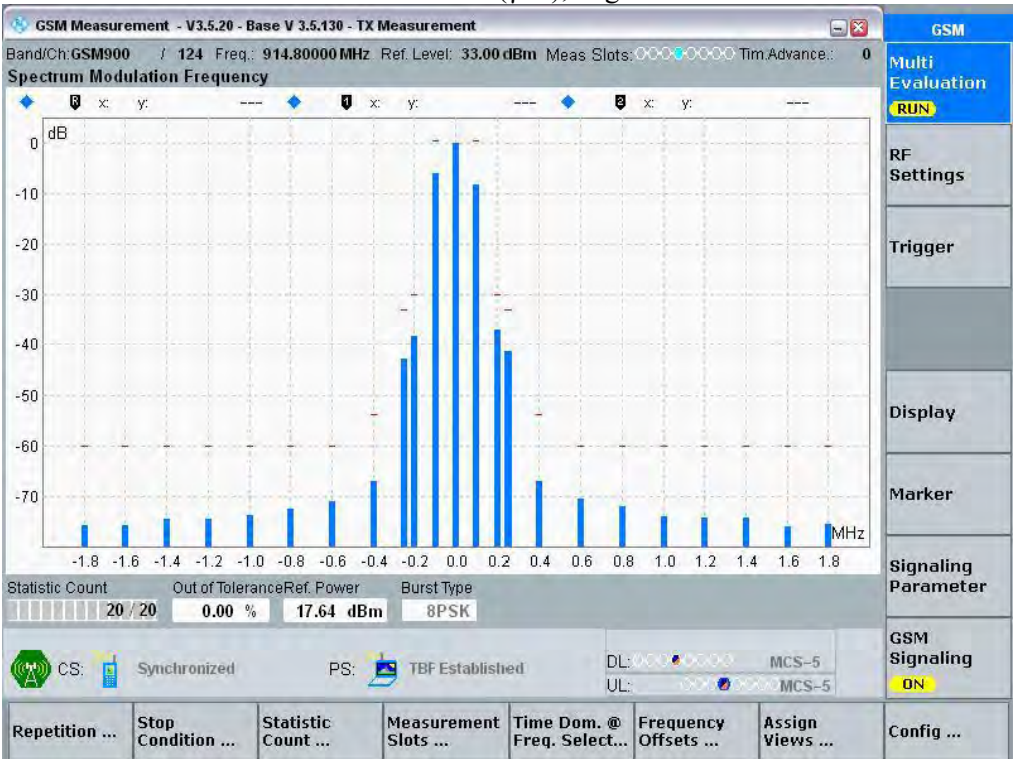 GSM Measurement - V3.5.20 - Base V 3.5.130 - TX Measurement
GSM
Band/Ch:GSM900 / 124 Freq.: 914.80000 MHz Ref. Level: 33.00 dBm Meas Slots: Tim.Advance.: 0
Spectrum Modulation Frequency
R x: y: --- 1 x: y: --- 2 x: y: ---
dB
0
-10
-20
-30
-40
-50
-60
-70
MHz
-1.8 -1.6 -1.4 -1.2 -1.0 -0.8 -0.6 -0.4 -0.2 0.0 0.2 0.4 0.6 0.8 1.0 1.2 1.4 1.6 1.8
Statistic Count Out of Tolerance Ref. Power Burst Type
20 / 20 0.00 % 17.64 dBm 8PSK
CS: Synchronized PS: TBF Established
DL: MCS-5
UL: MCS-5
Multi
Evaluation
RUN
RF
Settings
Trigger
Display
Marker
Signaling
Parameter
GSM
Signaling
ON
Repetition ...
Stop
Condition ...
Statistic
Count ...
Measurement
Slots ...
Time Dom. @
Freq. Select...
Frequency
Offsets ...
Assign
Views ...
Config ...